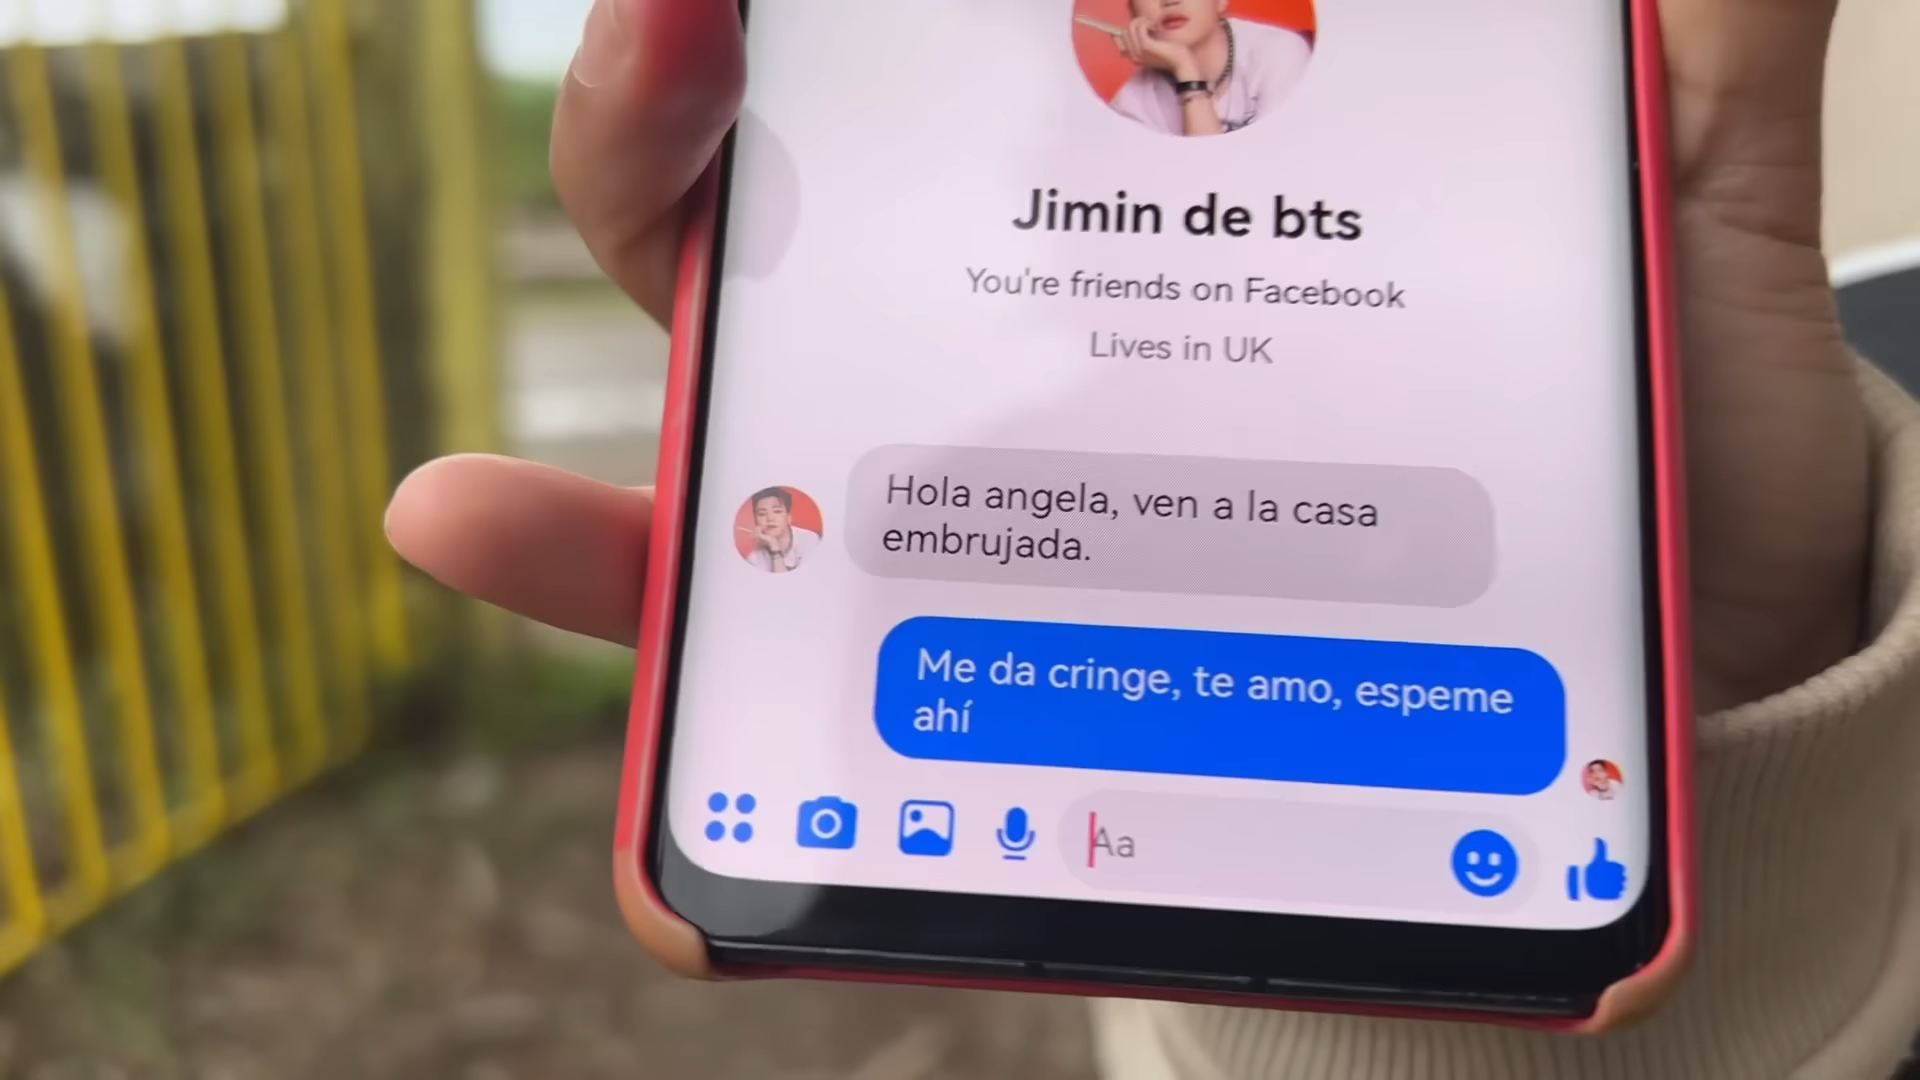 Jimin de bts
You're friends on Facebook
Lives in UK
Hola angela, ven a la casa
embrujada.
Me da cringe, te amo, espeme
ahí
Aa